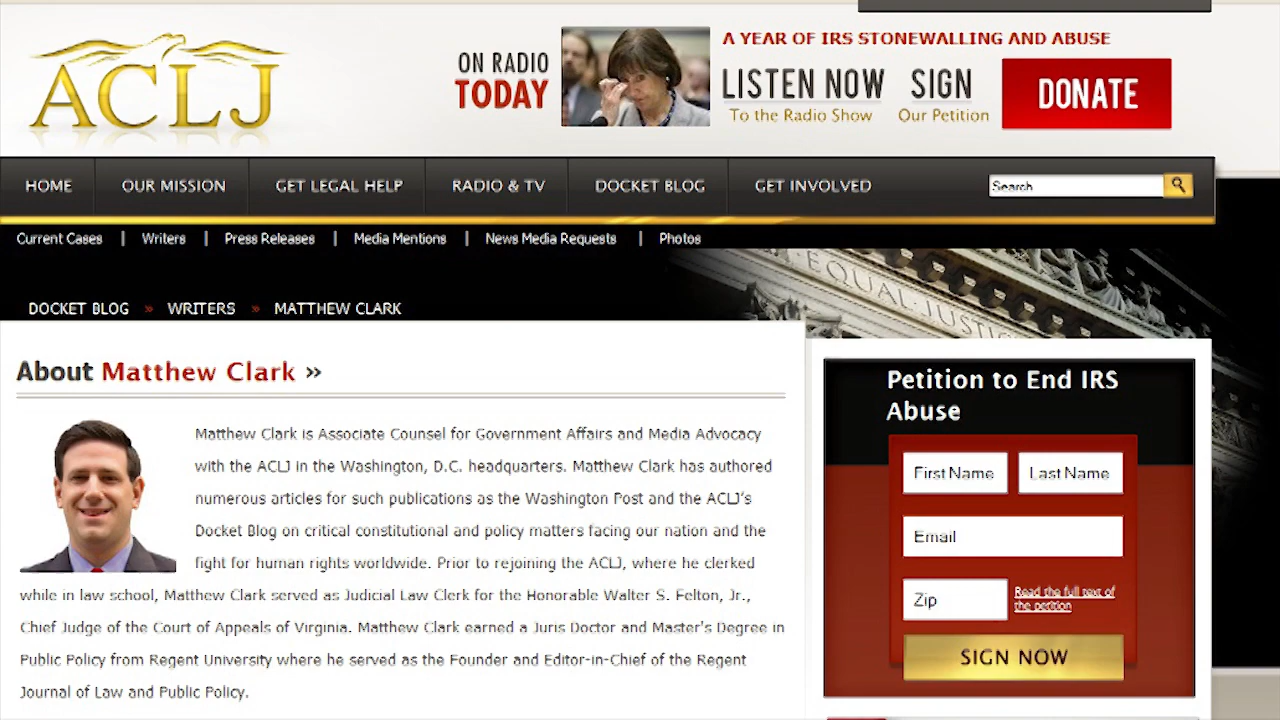 ACLJ
ON RADIO
TODAY
A YEAR OF IRS STONEWALLING AND ABUSE
LISTEN NOW
To the Radio Show
SIGN
Our Petition
DONATE
HOME
OUR MISSION
GET LEGAL HELP
RADIO & TV
DOCKET BLOG
GET INVOLVED
Search
Current Cases | Writers | Press Releases | Media Mentions | News Media Requests | Photos
EQUAL JUSTIC
DOCKET BLOG » WRITERS » MATTHEW CLARK
About Matthew Clark »
Matthew Clark is Associate Counsel for Government Affairs and Media Advocacy
with the ACLJ in the Washington, D.C. headquarters. Matthew Clark has authored
numerous articles for such publications as the Washington Post and the ACLJ's
Docket Blog on critical constitutional and policy matters facing our nation and the
fight for human rights worldwide. Prior to rejoining the ACLJ, where he clerked
while in law school, Matthew Clark served as Judicial Law Clerk for the Honorable Walter S. Felton, Jr.,
Chief Judge of the Court of Appeals of Virginia. Matthew Clark earned a Juris Doctor and Master's Degree in
Public Policy from Regent University where he served as the Founder and Editor-in-Chief of the Regent
Journal of Law and Public Policy.
Petition to End IRS
Abuse
First Name
Last Name
Email
Zip
Read the full text of
the petition
SIGN NOW